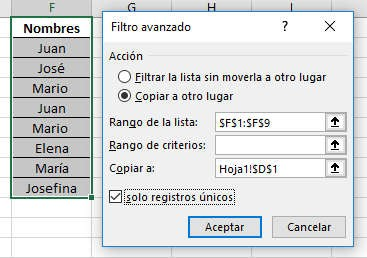 F
G
H
Nombres
Juan
José
Mario
Juan
Mario
Elena
María
Josefina
Filtro avanzado
?
Acción
Filtrar la lista sin moverla a otro lugar
Copiar a otro lugar
Rango de la lista: $F$1:$F$9
Rango de criterios:
Copiar a: Hoja1!$D$1
solo registros únicos
Aceptar Cancelar